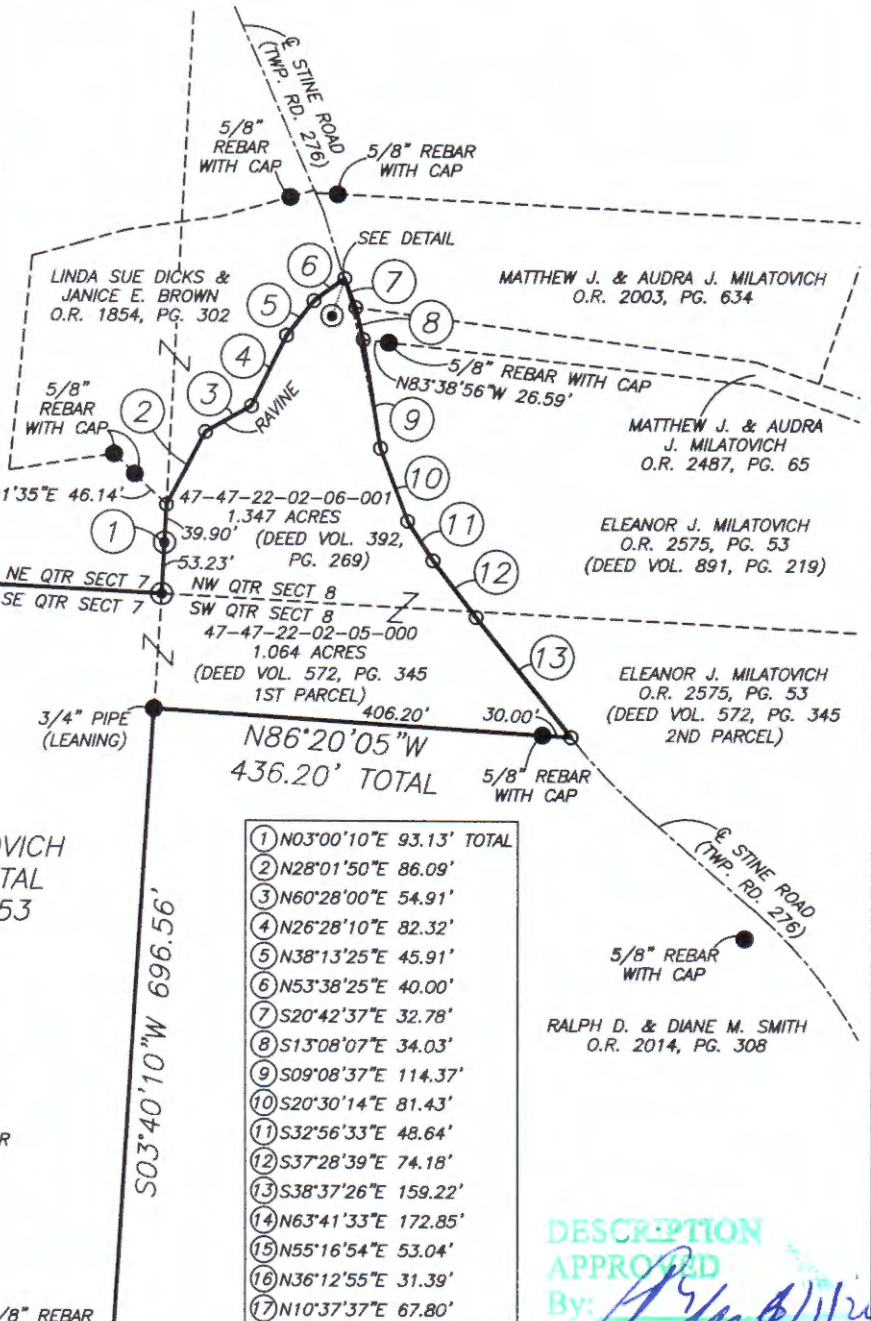 ℄ STINE ROAD
(TWP. RD. 276)
5/8"
REBAR
WITH CAP
5/8" REBAR
WITH CAP
SEE DETAIL
LINDA SUE DICKS &
JANICE E. BROWN
O.R. 1854, PG. 302
MATTHEW J. & AUDRA J. MILATOVICH
O.R. 2003, PG. 634
6
7
5
8
4
5/8" REBAR WITH CAP
N83°38'56"W 26.59'
3
RAVINE
5/8"
REBAR
WITH CAP
2
9
MATTHEW J. & AUDRA
J. MILATOVICH
O.R. 2487, PG. 65
1'35"E 46.14'
10
47-47-22-02-06-001
1.347 ACRES
(DEED VOL. 392,
PG. 269)
39.90'
1
53.23'
11
ELEANOR J. MILATOVICH
O.R. 2575, PG. 53
(DEED VOL. 891, PG. 219)
12
NE QTR SECT 7
SE QTR SECT 7
NW QTR SECT 8
SW QTR SECT 8
47-47-22-02-05-000
1.064 ACRES
(DEED VOL. 572, PG. 345
1ST PARCEL)
13
ELEANOR J. MILATOVICH
O.R. 2575, PG. 53
(DEED VOL. 572, PG. 345
2ND PARCEL)
3/4" PIPE
(LEANING)
406.20'
30.00'
N86°20'05"W
436.20' TOTAL
5/8" REBAR
WITH CAP
℄ STINE ROAD
(TWP. RD. 276)
OVICH
TAL
53
S03°40'10"W 696.56'
5/8" REBAR
WITH CAP
RALPH D. & DIANE M. SMITH
O.R. 2014, PG. 308
1 N03°00'10"E 93.13' TOTAL
2 N28°01'50"E 86.09'
3 N60°28'00"E 54.91'
4 N26°28'10"E 82.32'
5 N38°13'25"E 45.91'
6 N53°38'25"E 40.00'
7 S20°42'37"E 32.78'
8 S13°08'07"E 34.03'
9 S09°08'37"E 114.37'
10 S20°30'14"E 81.43'
11 S32°56'33"E 48.64'
12 S37°28'39"E 74.18'
13 S38°37'26"E 159.22'
14 N63°41'33"E 172.85'
15 N55°16'54"E 53.04'
16 N36°12'55"E 31.39'
17 N10°37'37"E 67.80'
R
/8" REBAR
DESCRIPTION
APPROVED
By: